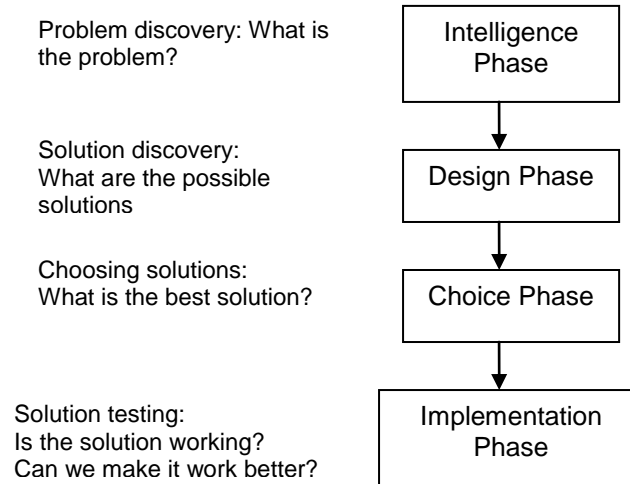 Problem discovery: What is
the problem?
Intelligence
Phase
Solution discovery:
What are the possible
solutions
Design Phase
Choosing solutions:
What is the best solution?
Choice Phase
Solution testing:
Is the solution working?
Can we make it work better?
Implementation
Phase